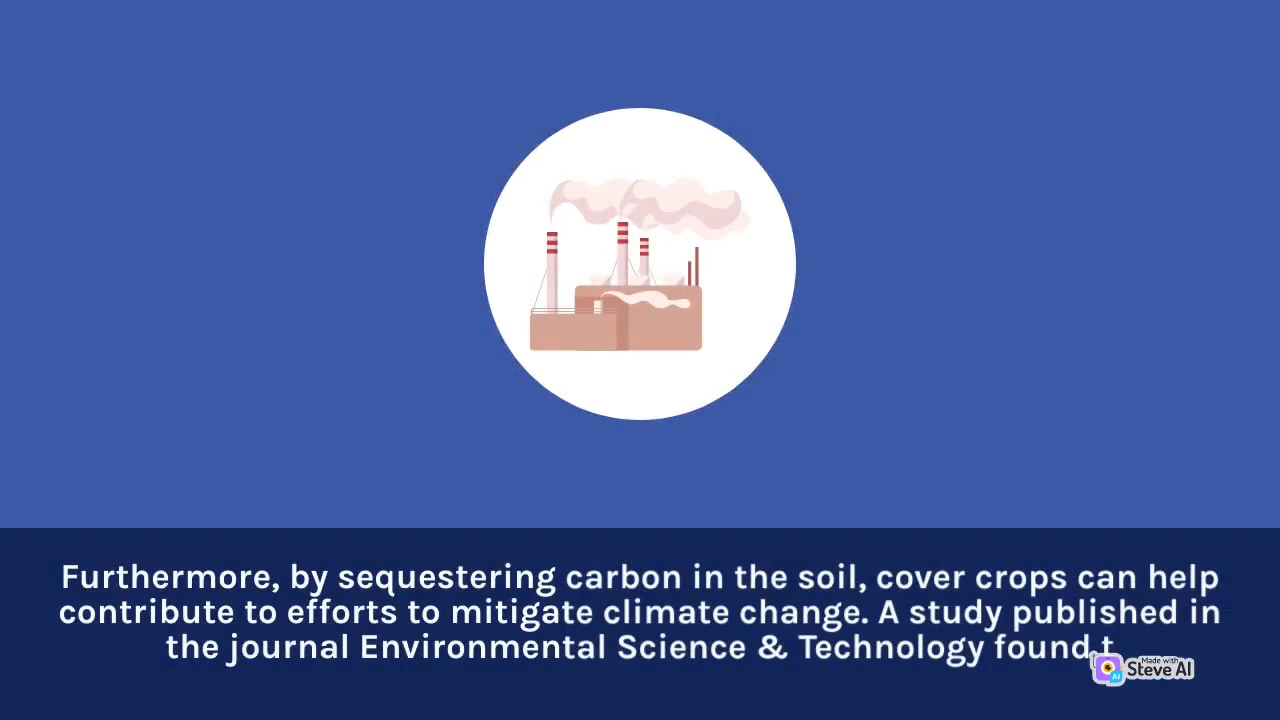 Furthermore, by sequestering carbon in the soil, cover crops can help
contribute to efforts to mitigate climate change. A study published in
the journal Environmental Science & Technology found t
Made with
Steve AI
AI